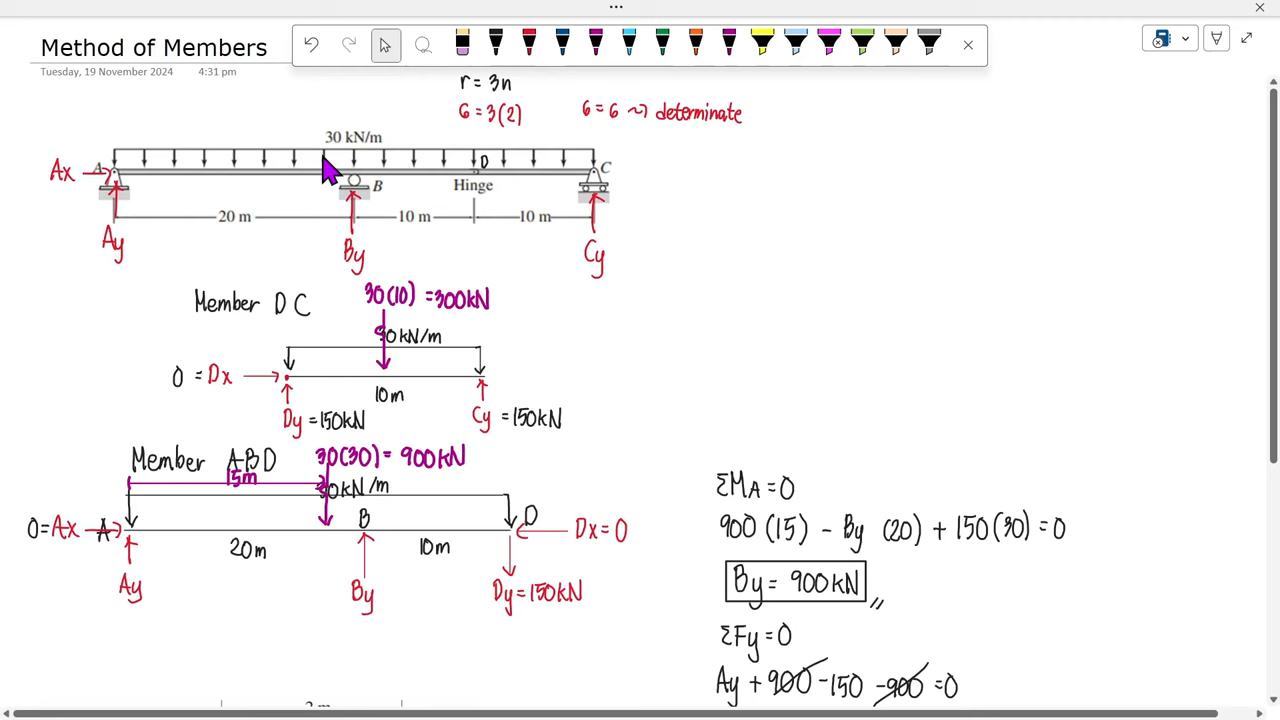 Method of Members
Tuesday, 19 November 2024 4:31 pm
r = 3n
6 = 3(2) 6 = 6 ⤳ determinate
30 kN/m
Ax A D C
B Hinge
20 m 10 m 10 m
Ay By Cy
Member DC 30(10) = 300kN
30kN/m
0 = Dx
10m
Dy = 150kN Cy = 150kN
Member ABD 30(30) = 900kN
15m
30kN/m
0 = Ax A B D Dx = 0
20m 10m
Ay By Dy = 150kN
ΣMA = 0
900 (15) - By (20) + 150(30) = 0
By = 900kN
ΣFy = 0
Ay + 900 - 150 - 900 = 0